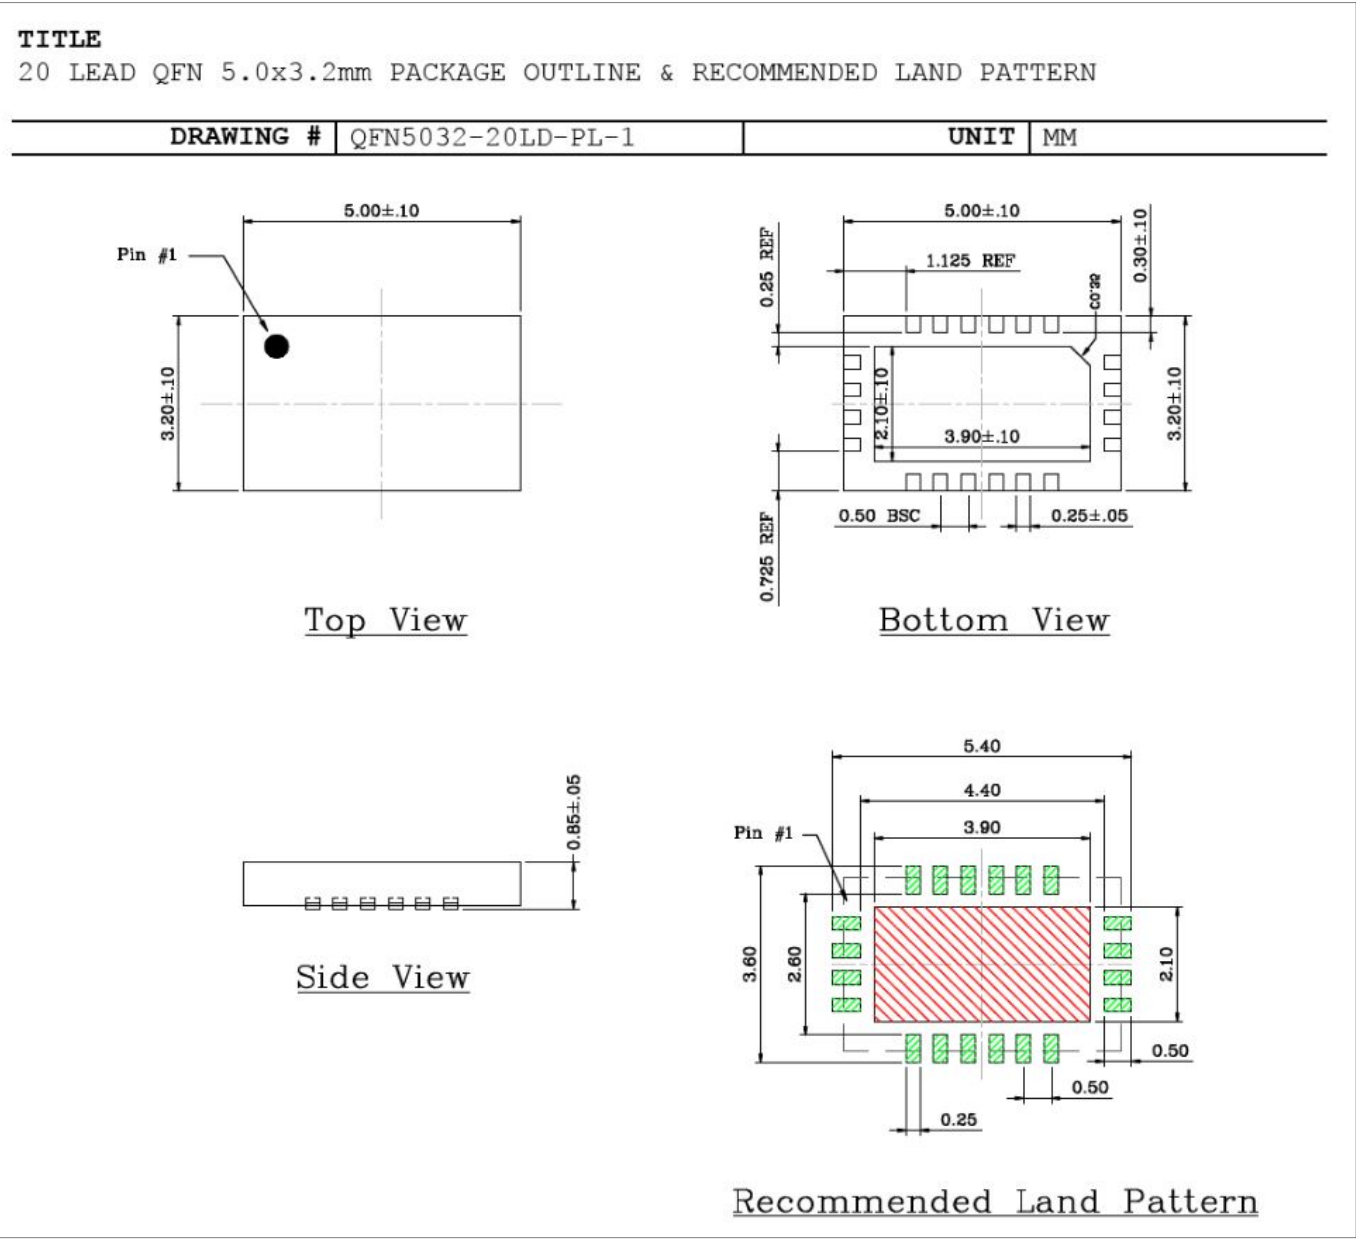 TITLE
20 LEAD QFN 5.0x3.2mm PACKAGE OUTLINE & RECOMMENDED LAND PATTERN
DRAWING # QFN5032-20LD-PL-1 UNIT MM
5.00±.10
Pin #1
3.20±.10
Top View
5.00±.10
0.25 REF
1.125 REF
0.30±.10
C0.35
2.10±.10
3.90±.10
3.20±.10
0.50 BSC
0.25±.05
0.725 REF
Bottom View
0.85±.05
Side View
5.40
4.40
3.90
Pin #1
3.60
2.60
2.10
0.50
0.50
0.25
Recommended Land Pattern